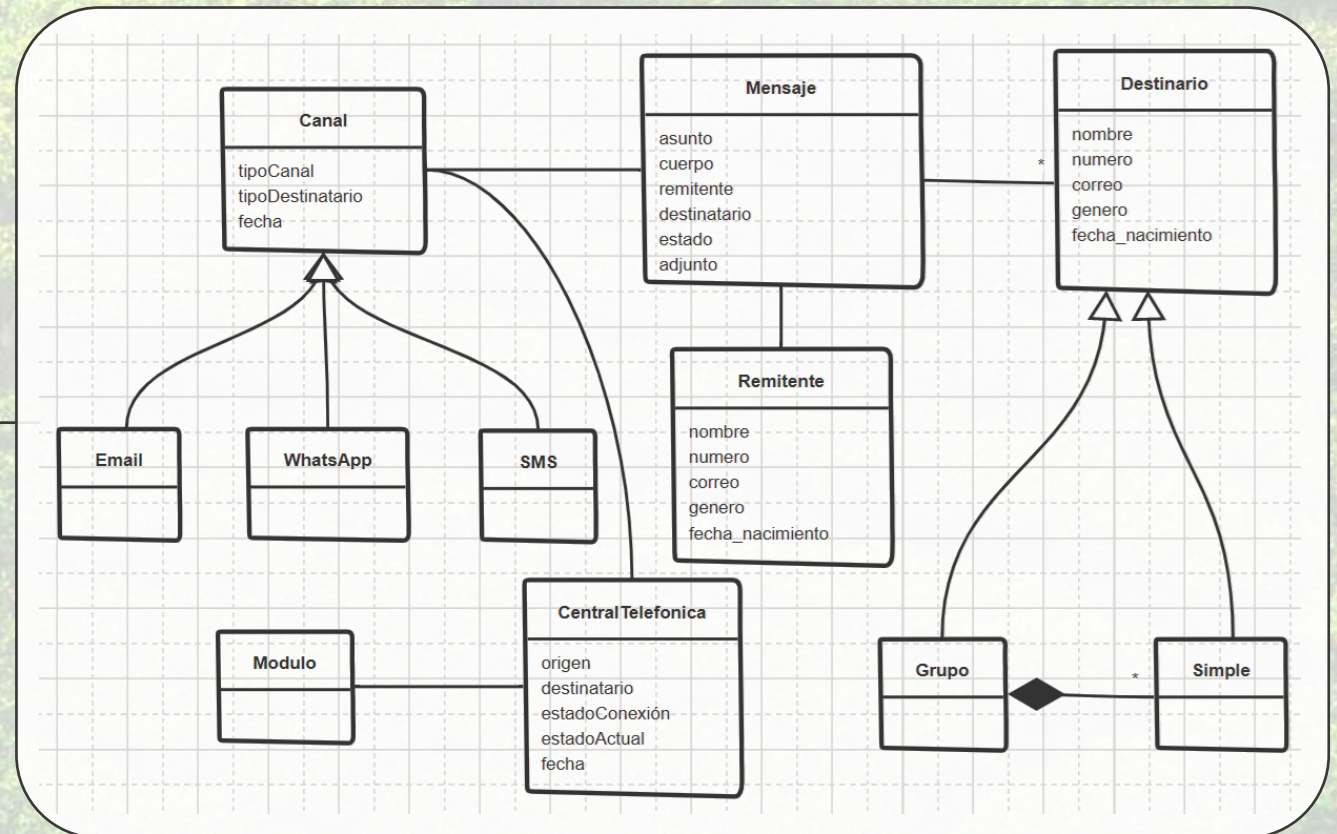 Canal
tipoCanal
tipoDestinatario
fecha
Mensaje
asunto
cuerpo
remitente
destinatario
estado
adjunto
*
Destinario
nombre
numero
correo
genero
fecha_nacimiento
Remitente
nombre
numero
correo
genero
fecha_nacimiento
Email
WhatsApp
SMS
Modulo
CentralTelefonica
origen
destinatario
estadoConexión
estadoActual
fecha
Grupo
*
Simple